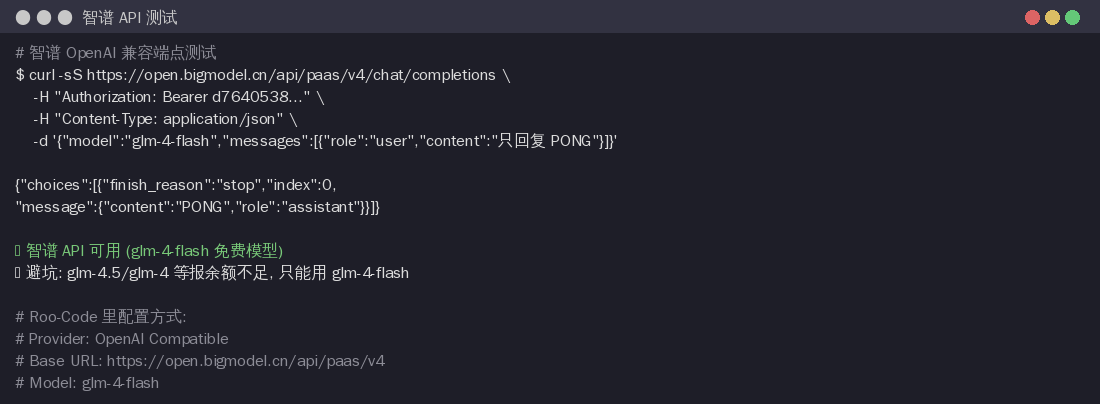 智谱 API 测试
# 智谱 OpenAI 兼容端点测试
$ curl -sS https://open.bigmodel.cn/api/paas/v4/chat/completions \
-H "Authorization: Bearer d7640538..." \
-H "Content-Type: application/json" \
-d '{"model":"glm-4-flash","messages":[{"role":"user","content":"只回复 PONG"}]}'
{"choices":[{"finish_reason":"stop","index":0,
"message":{"content":"PONG","role":"assistant"}}]}
智谱 API 可用 (glm-4-flash 免费模型)
避坑: glm-4.5/glm-4 等报余额不足, 只能用 glm-4-flash
# Roo-Code 里配置方式:
# Provider: OpenAI Compatible
# Base URL: https://open.bigmodel.cn/api/paas/v4
# Model: glm-4-flash